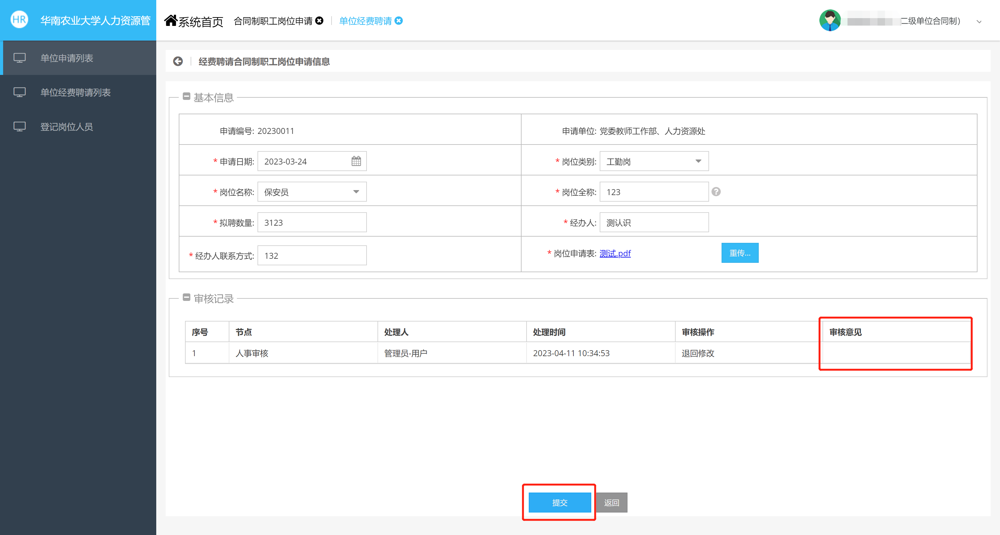 HR 华南农业大学人力资源管
系统首页 合同制职工岗位申请 单位经费聘请
二级单位合同制)
单位申请列表
单位经费聘请列表
登记岗位人员
经费聘请合同制职工岗位申请信息
基本信息
申请编号: 20230011 申请单位: 党委教师工作部、人力资源处
* 申请日期: 2023-03-24 * 岗位类别: 工勤岗
* 岗位名称: 保安员 * 岗位全称: 123 ?
* 拟聘数量: 3123 * 经办人: 测认识
* 经办人联系方式: 132 * 岗位申请表: 测试.pdf 重传...
审核记录
序号 节点 处理人 处理时间 审核操作 审核意见
1 人事审核 管理员-用户 2023-04-11 10:34:53 退回修改
提交 返回